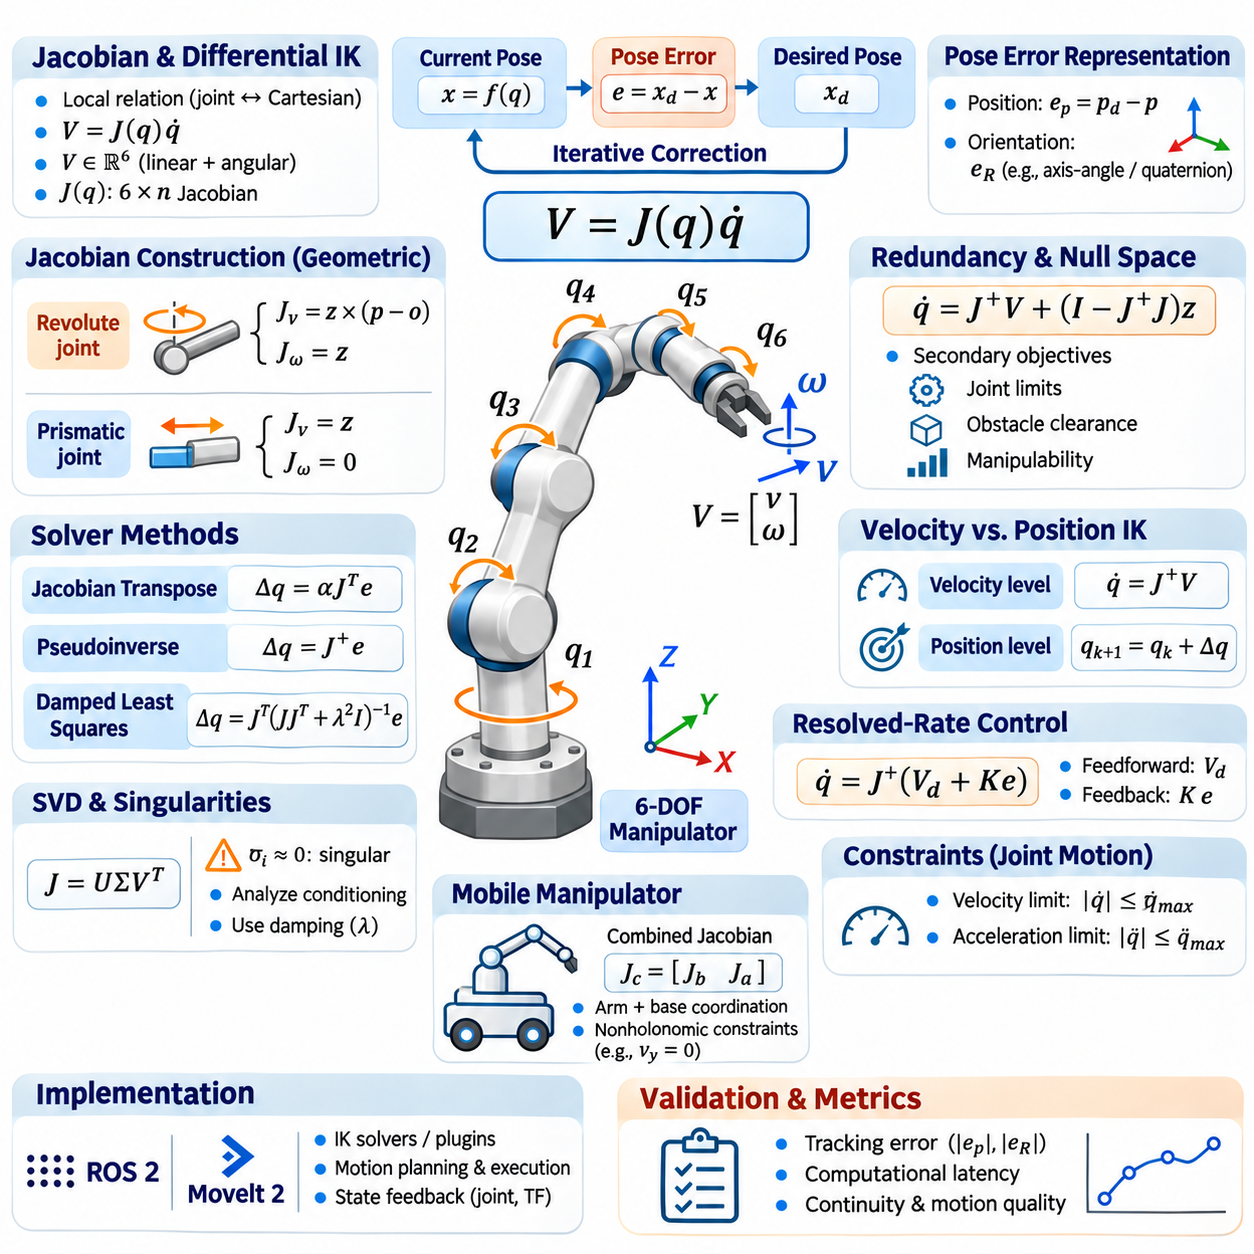 Jacobian & Differential IK
Local relation (joint ↔ Cartesian)
V = J(q) q̇
V ∈ ℝ⁶ (linear + angular)
J(q): 6 × n Jacobian
Current Pose
x = f(q)
Pose Error
e = x_d − x
Desired Pose
x_d
Iterative Correction
Pose Error Representation
Position: e_p = p_d − p
Orientation:
e_R (e.g., axis-angle / quaternion)
V = J(q) q̇
Jacobian Construction (Geometric)
Revolute
joint
J_v = z × (p − o)
J_ω = z
Prismatic
joint
J_v = z
J_ω = 0
q4
q5
q6
q3
q2
q1
ω
v
V = [v
ω]
Z
Y
X
6-DOF
Manipulator
Redundancy & Null Space
q̇ = J⁺V + (I − J⁺J)z
Secondary objectives
Joint limits
Obstacle clearance
Manipulability
Solver Methods
Jacobian Transpose
Δq = αJᵀe
Pseudoinverse
Δq = J⁺e
Damped Least
Squares
Δq = Jᵀ(JJᵀ + λ²I)⁻¹e
Velocity vs. Position IK
Velocity level
q̇ = J⁺V
Position level
q_{k+1} = q_k + Δq
Resolved-Rate Control
q̇ = J⁺(V_d + Ke)
Feedforward: V_d
Feedback: K e
SVD & Singularities
J = UΣVᵀ
σ_i ≈ 0: singular
Analyze conditioning
Use damping (λ)
Constraints (Joint Motion)
Velocity limit: |q̇| ≤ q̇_max
Acceleration limit: |q̈| ≤ q̈_max
Mobile Manipulator
Combined Jacobian
J_c = [J_b J_a]
Arm + base coordination
Nonholonomic constraints
(e.g., v_y = 0)
Implementation
ROS 2
MoveIt 2
IK solvers / plugins
Motion planning & execution
State feedback (joint, TF)
Validation & Metrics
Tracking error (|e_p|, |e_R|)
Computational latency
Continuity & motion quality